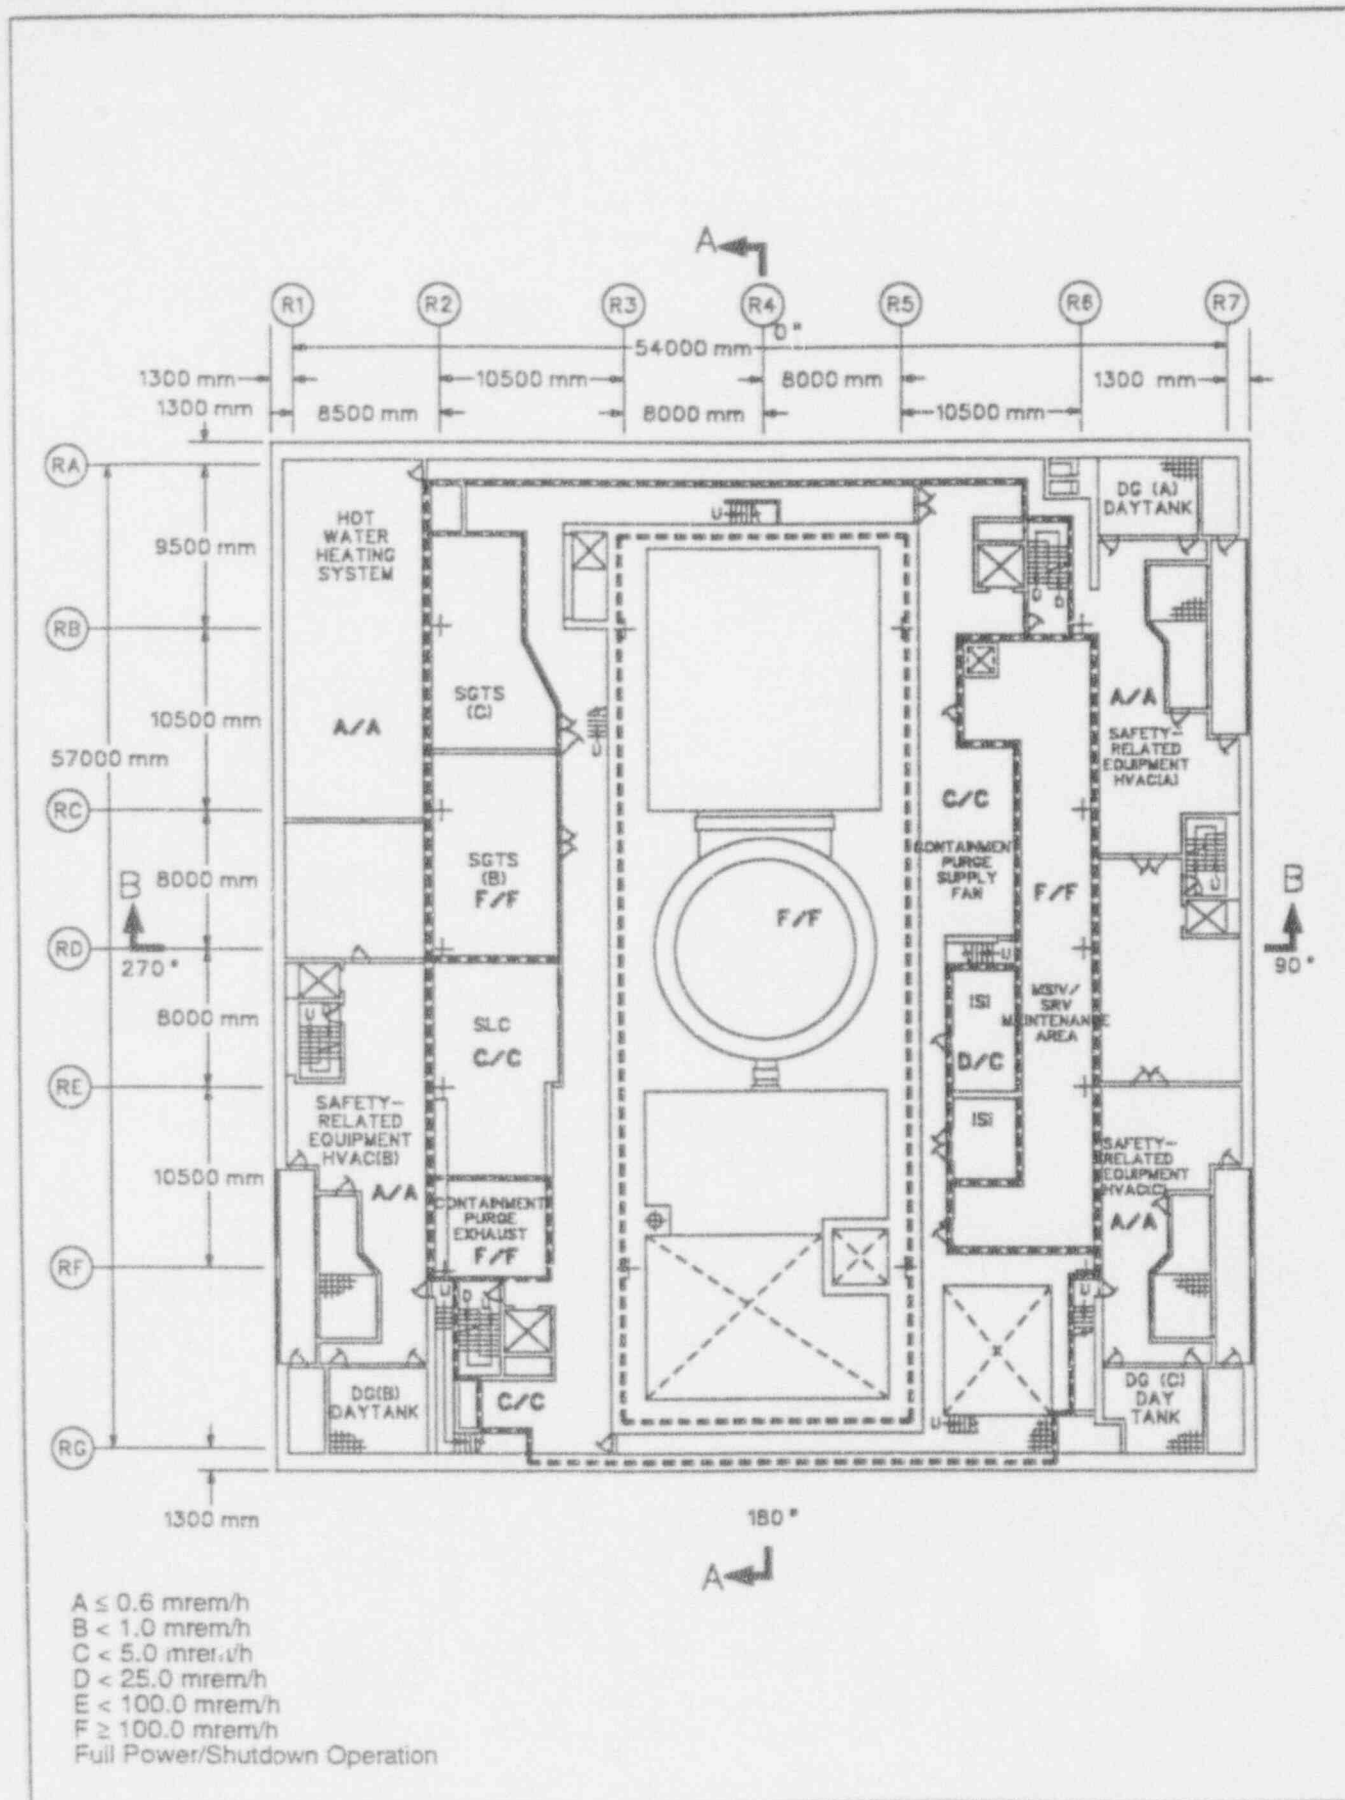 A
R1 R2 R3 R4 R5 R6 R7
0°
54000 mm
1300 mm 10500 mm 8000 mm 1300 mm
1300 mm 8500 mm 8000 mm 10500 mm
RA
9500 mm
RB
10500 mm
57000 mm
RC
8000 mm
B
RD
270°
8000 mm
RE
10500 mm
RF
RG
1300 mm
HOT
WATER
HEATING
SYSTEM
A/A
SGTS
(C)
SGTS
(B)
F/F
SLC
C/C
SAFETY-
RELATED
EQUIPMENT
HVAC(B)
A/A
CONTAINMENT
PURGE
EXHAUST
F/F
DG(B)
DAYTANK
C/C
F/F
U
U
U
D
U
D
U
D
U
U
U
U
U
U
D
C/C
CONTAINMENT
PURGE
SUPPLY
FAN
F/F
ISI
D/C
ISI
MSIV/
SRV
MAINTENANCE
AREA
DG (A)
DAYTANK
A/A
SAFETY-
RELATED
EQUIPMENT
HVAC(A)
B
90°
SAFETY-
RELATED
EQUIPMENT
HVAC(C)
A/A
DG (C)
DAY
TANK
180°
A
A ≤ 0.6 mrem/h
B < 1.0 mrem/h
C < 5.0 mrem/h
D < 25.0 mrem/h
E < 100.0 mrem/h
F ≥ 100.0 mrem/h
Full Power/Shutdown Operation